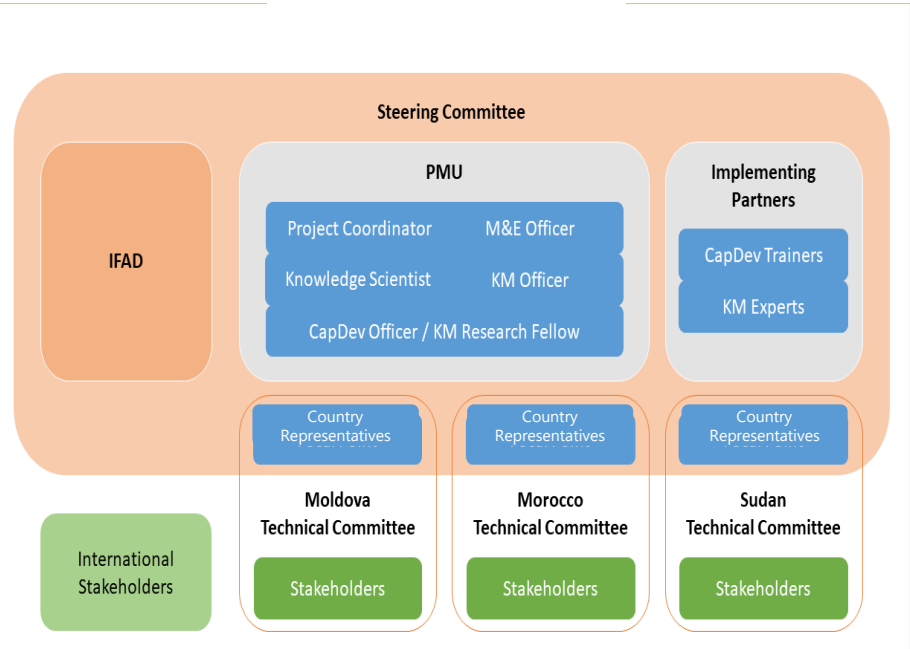 Steering Committee
IFAD
PMU
Project Coordinator
M&E Officer
Knowledge Scientist
KM Officer
CapDev Officer / KM Research Fellow
Implementing
Partners
CapDev Trainers
KM Experts
Country
Representatives
Country
Representatives
Country
Representatives
Moldova
Technical Committee
Morocco
Technical Committee
Sudan
Technical Committee
International
Stakeholders
Stakeholders
Stakeholders
Stakeholders